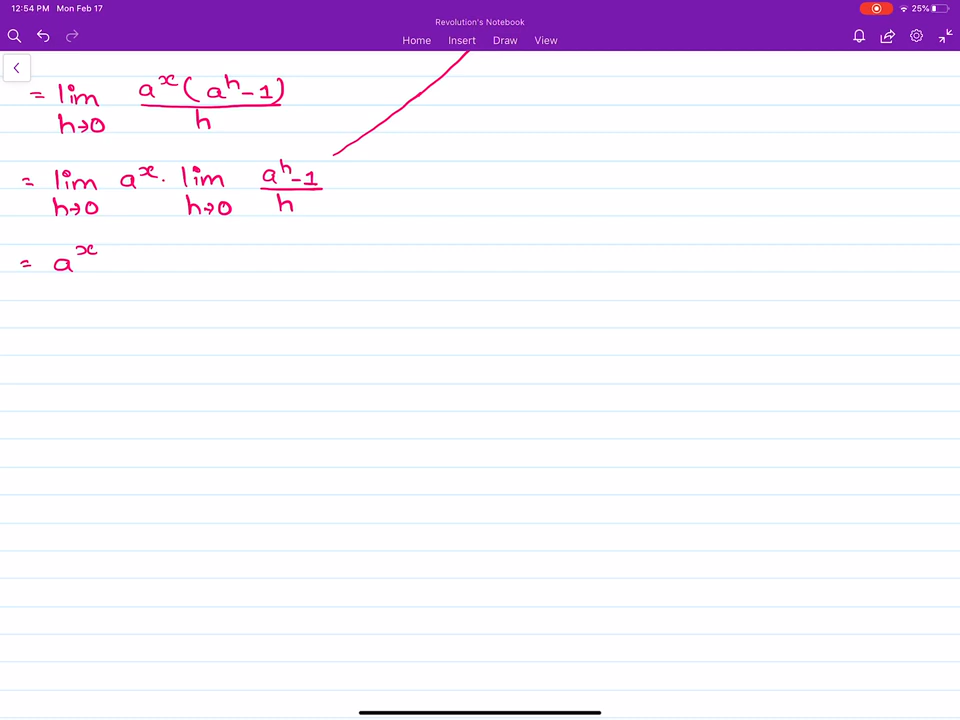 12:54 PM Mon Feb 17
25%
Revolution's Notebook
Home Insert Draw View
= lim a^x(a^h-1)
h→0 h
= lim a^x. lim a^h-1
h→0 h→0 h
= a^x